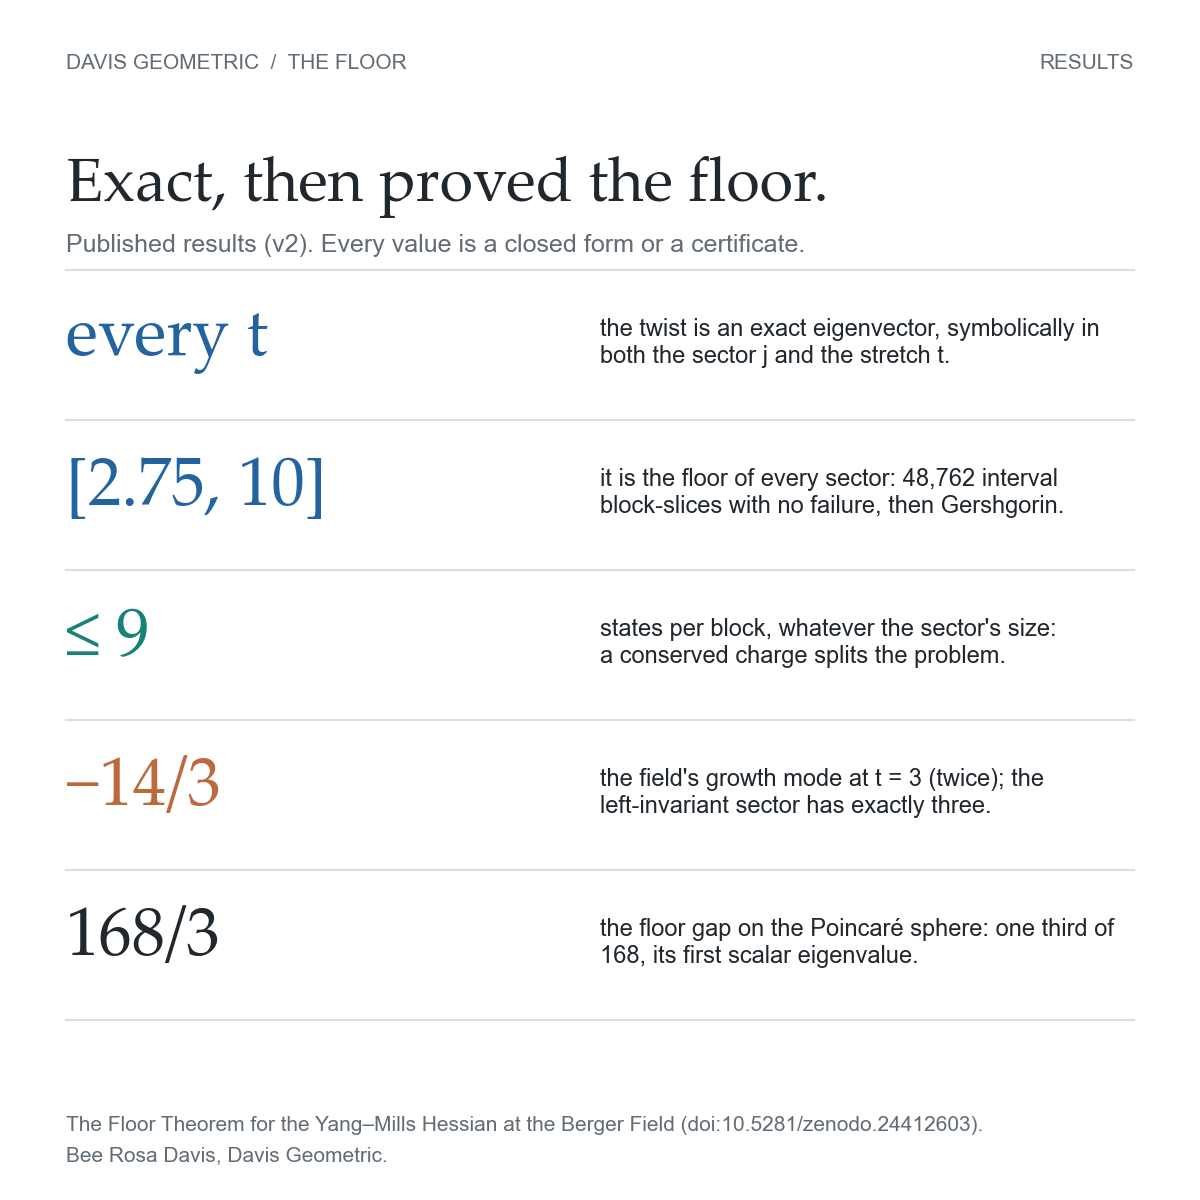 DAVIS GEOMETRIC / THE FLOOR
RESULTS
Exact, then proved the floor.
Published results (v2). Every value is a closed form or a certificate.
every t
the twist is an exact eigenvector, symbolically in
both the sector j and the stretch t.
[2.75, 10]
it is the floor of every sector: 48,762 interval
block-slices with no failure, then Gershgorin.
≤ 9
states per block, whatever the sector's size:
a conserved charge splits the problem.
−14/3
the field's growth mode at t = 3 (twice); the
left-invariant sector has exactly three.
168/3
the floor gap on the Poincaré sphere: one third of
168, its first scalar eigenvalue.
The Floor Theorem for the Yang–Mills Hessian at the Berger Field (doi:10.5281/zenodo.24412603).
Bee Rosa Davis, Davis Geometric.